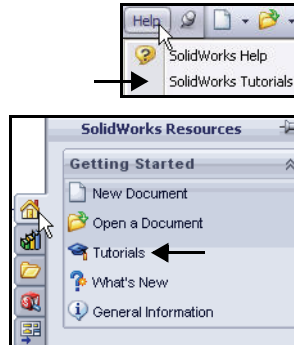 Help
SolidWorks Help
SolidWorks Tutorials
SolidWorks Resources
Getting Started
New Document
Open a Document
Tutorials
What's New
General Information